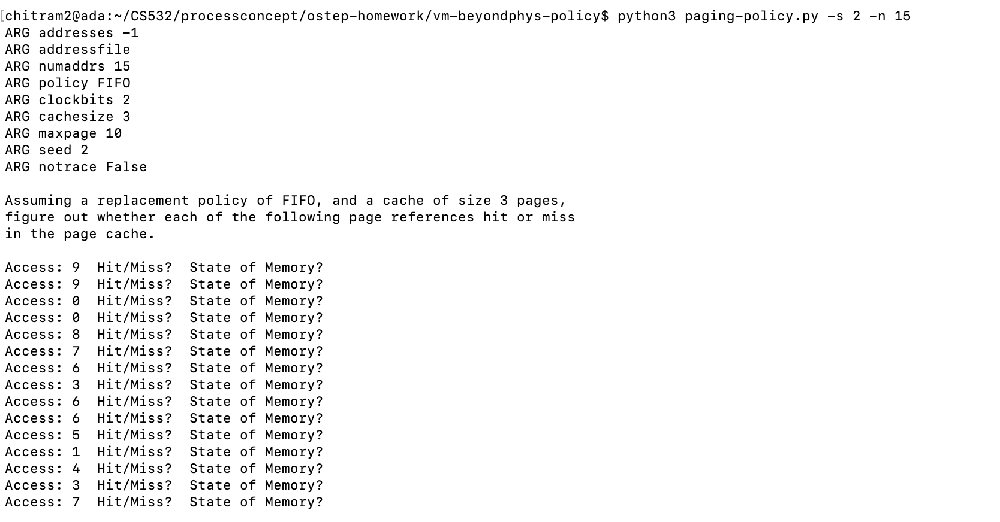 [chitram2@ada:~/CS532/processconcept/ostep-homework/vm-beyondphys-policy$ python3 paging-policy.py -s 2 -n 15
ARG addresses -1
ARG addressfile
ARG numaddrs 15
ARG policy FIFO
ARG clockbits 2
ARG cachesize 3
ARG maxpage 10
ARG seed 2
ARG notrace False
Assuming a replacement policy of FIFO, and a cache of size 3 pages,
figure out whether each of the following page references hit or miss
in the page cache.
Access: 9  Hit/Miss?  State of Memory?
Access: 9  Hit/Miss?  State of Memory?
Access: 0  Hit/Miss?  State of Memory?
Access: 0  Hit/Miss?  State of Memory?
Access: 8  Hit/Miss?  State of Memory?
Access: 7  Hit/Miss?  State of Memory?
Access: 6  Hit/Miss?  State of Memory?
Access: 3  Hit/Miss?  State of Memory?
Access: 6  Hit/Miss?  State of Memory?
Access: 6  Hit/Miss?  State of Memory?
Access: 5  Hit/Miss?  State of Memory?
Access: 1  Hit/Miss?  State of Memory?
Access: 4  Hit/Miss?  State of Memory?
Access: 3  Hit/Miss?  State of Memory?
Access: 7  Hit/Miss?  State of Memory?